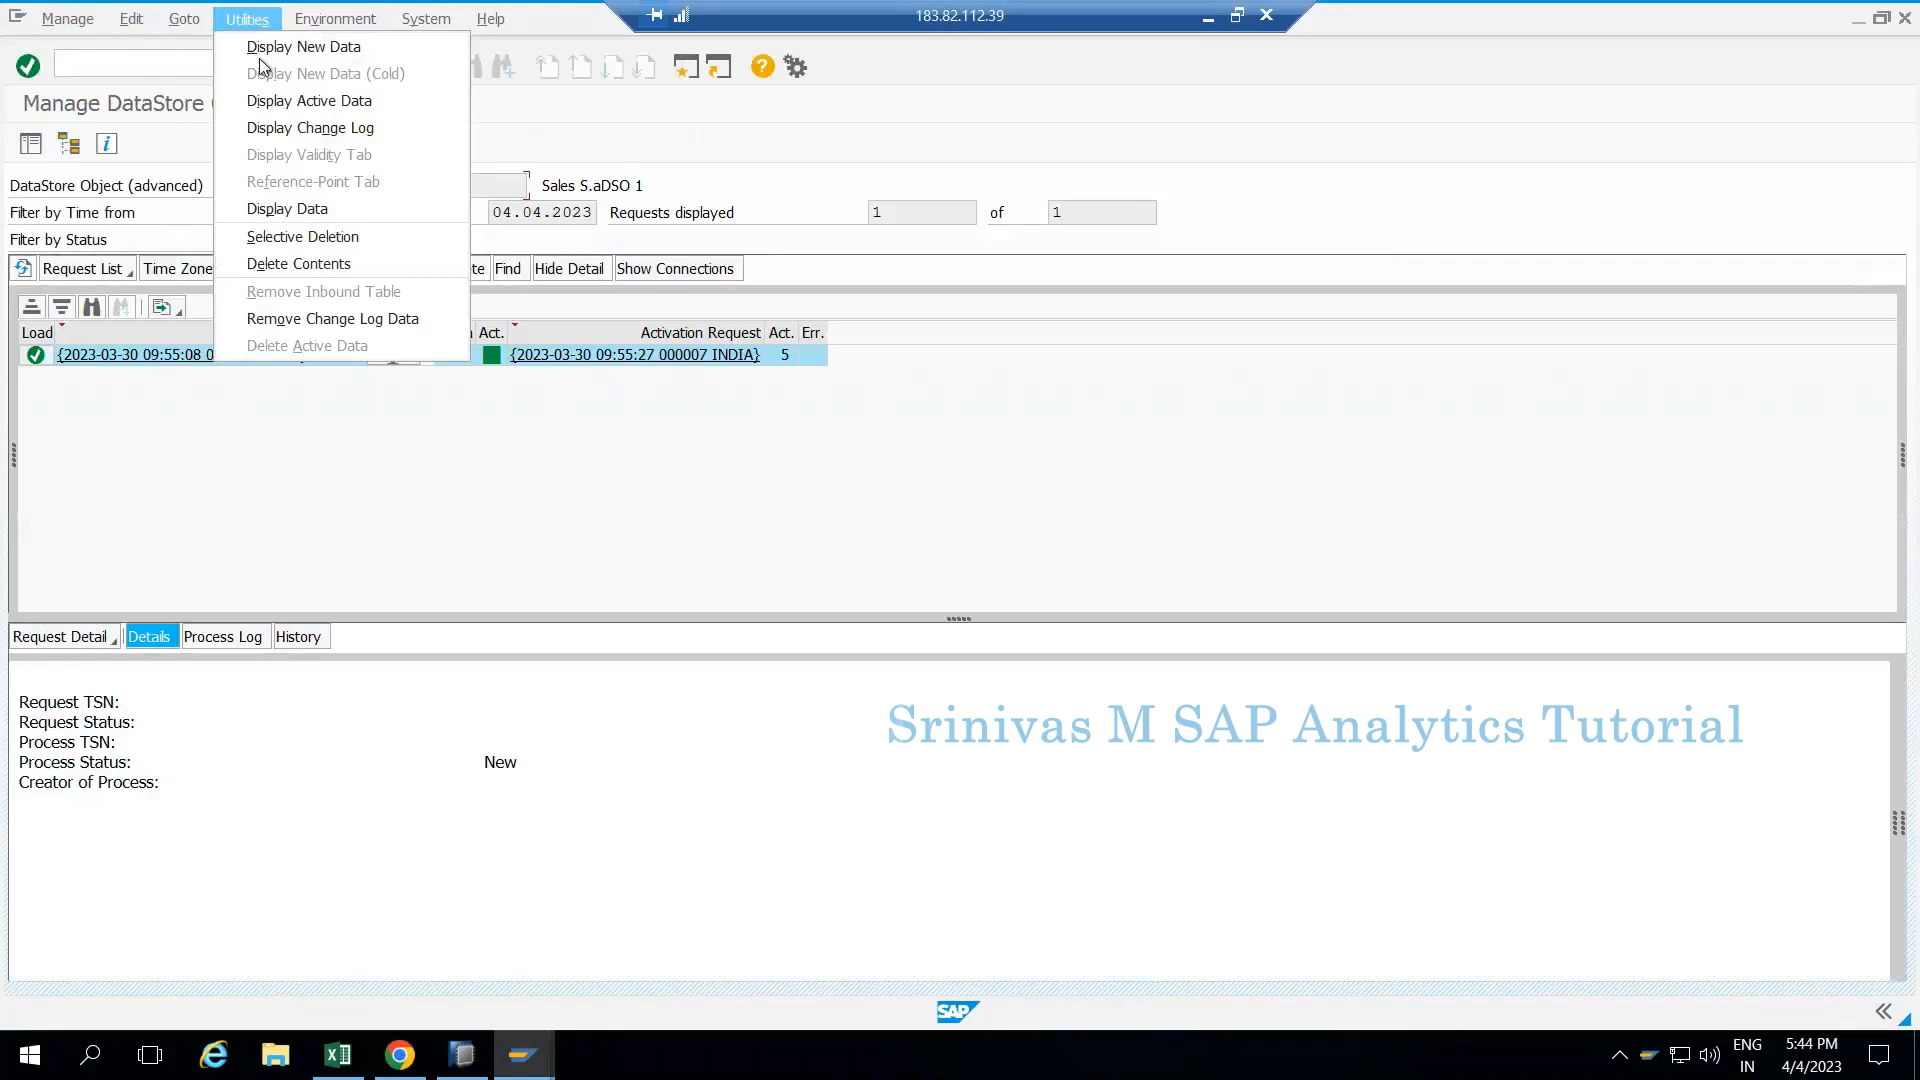 Manage Edit Goto Utilities Environment System Help
183.82.112.39
Display New Data
Display New Data (Cold)
Display Active Data
Display Change Log
Display Validity Tab
Reference-Point Tab
Display Data
Selective Deletion
Delete Contents
Remove Inbound Table
Remove Change Log Data
Delete Active Data
Manage DataStore
DataStore Object (advanced) Sales S.aDSO 1
Filter by Time from 04.04.2023 Requests displayed 1 of 1
Filter by Status
Request List Time Zone Find Hide Detail Show Connections
Load Act. Activation Request Act. Err.
{2023-03-30 09:55:08 0 {2023-03-30 09:55:27 000007 INDIA} 5
Request Detail Details Process Log History
Request TSN:
Request Status:
Process TSN:
Process Status: New
Creator of Process:
Srinivas M SAP Analytics Tutorial
SAP
ENG 5:44 PM
IN 4/4/2023